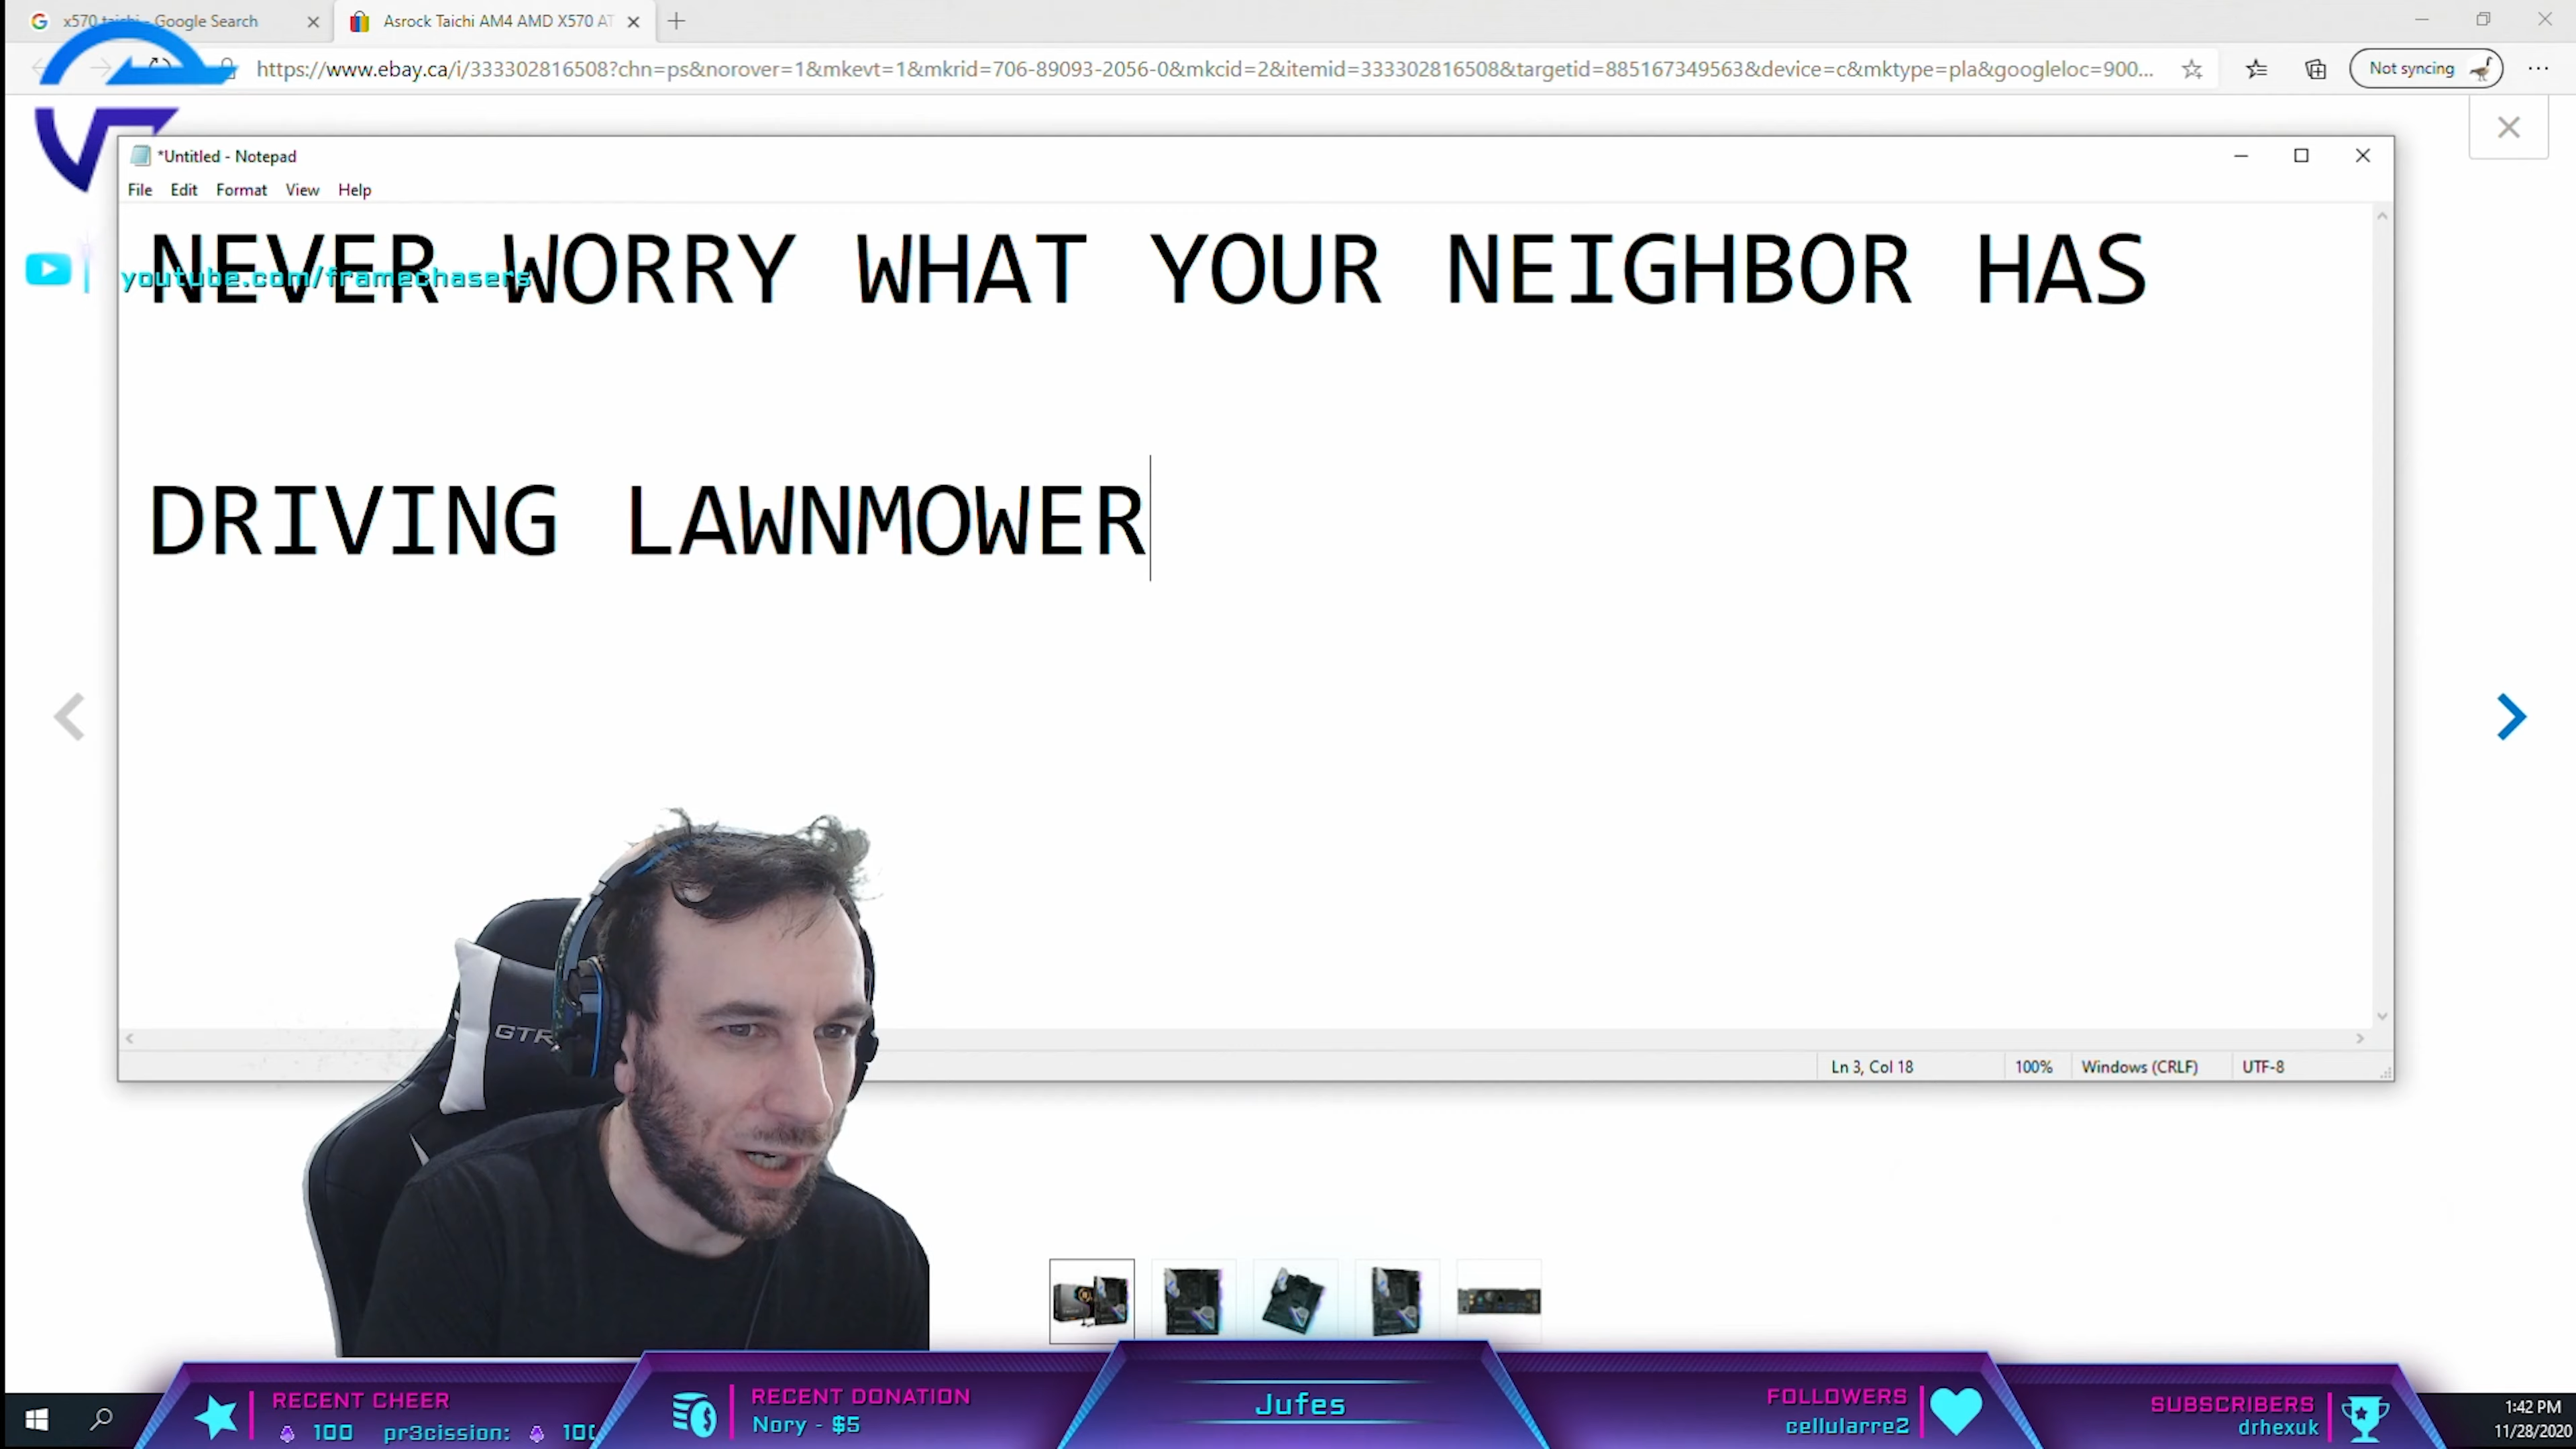 x570 taichi - Google Search
Asrock Taichi AM4 AMD X570 AT
https://www.ebay.ca/i/333302816508?chn=ps&norover=1&mkevt=1&mkrid=706-89093-2056-0&mkcid=2&itemid=333302816508&targetid=885167349563&device=c&mktype=pla&googleloc=900...
Not syncing
*Untitled - Notepad
File Edit Format View Help
NEVER WORRY WHAT YOUR NEIGHBOR HAS
youtube.com/framechasers
DRIVING LAWNMOWER
GTR
Ln 3, Col 18
100%
Windows (CRLF)
UTF-8
RECENT CHEER
100 pr3cission: 100
RECENT DONATION
Nory - $5
Jufes
FOLLOWERS
cellularre2
SUBSCRIBERS
drhexuk
1:42 PM
11/28/2020